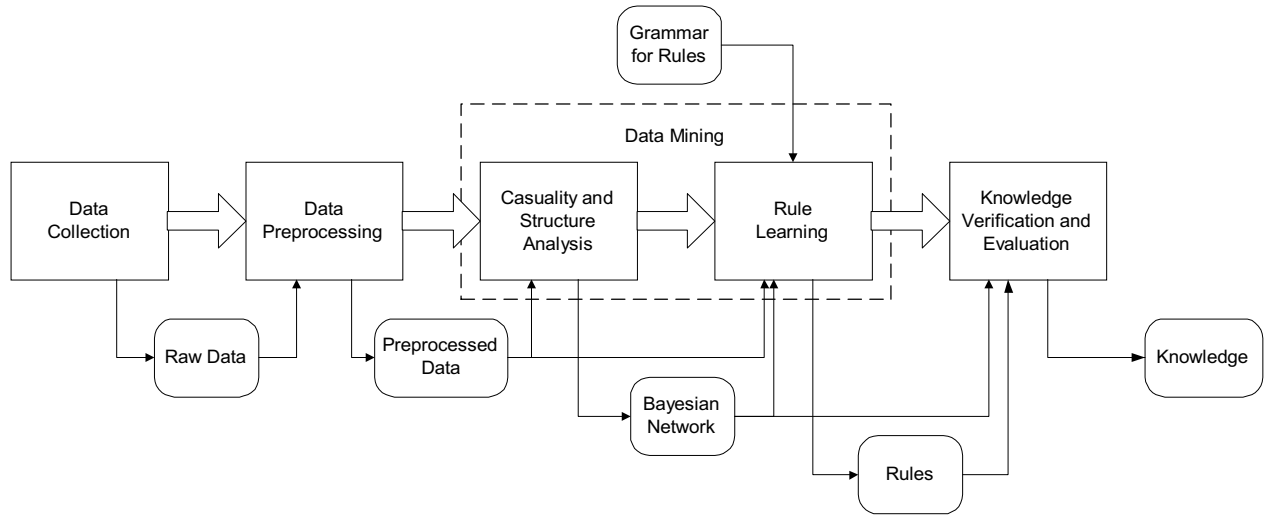 Grammar
for Rules
Data Mining
Data
Collection
Data
Preprocessing
Casuality and
Structure
Analysis
Rule
Learning
Knowledge
Verification and
Evaluation
Raw Data
Preprocessed
Data
Bayesian
Network
Rules
Knowledge